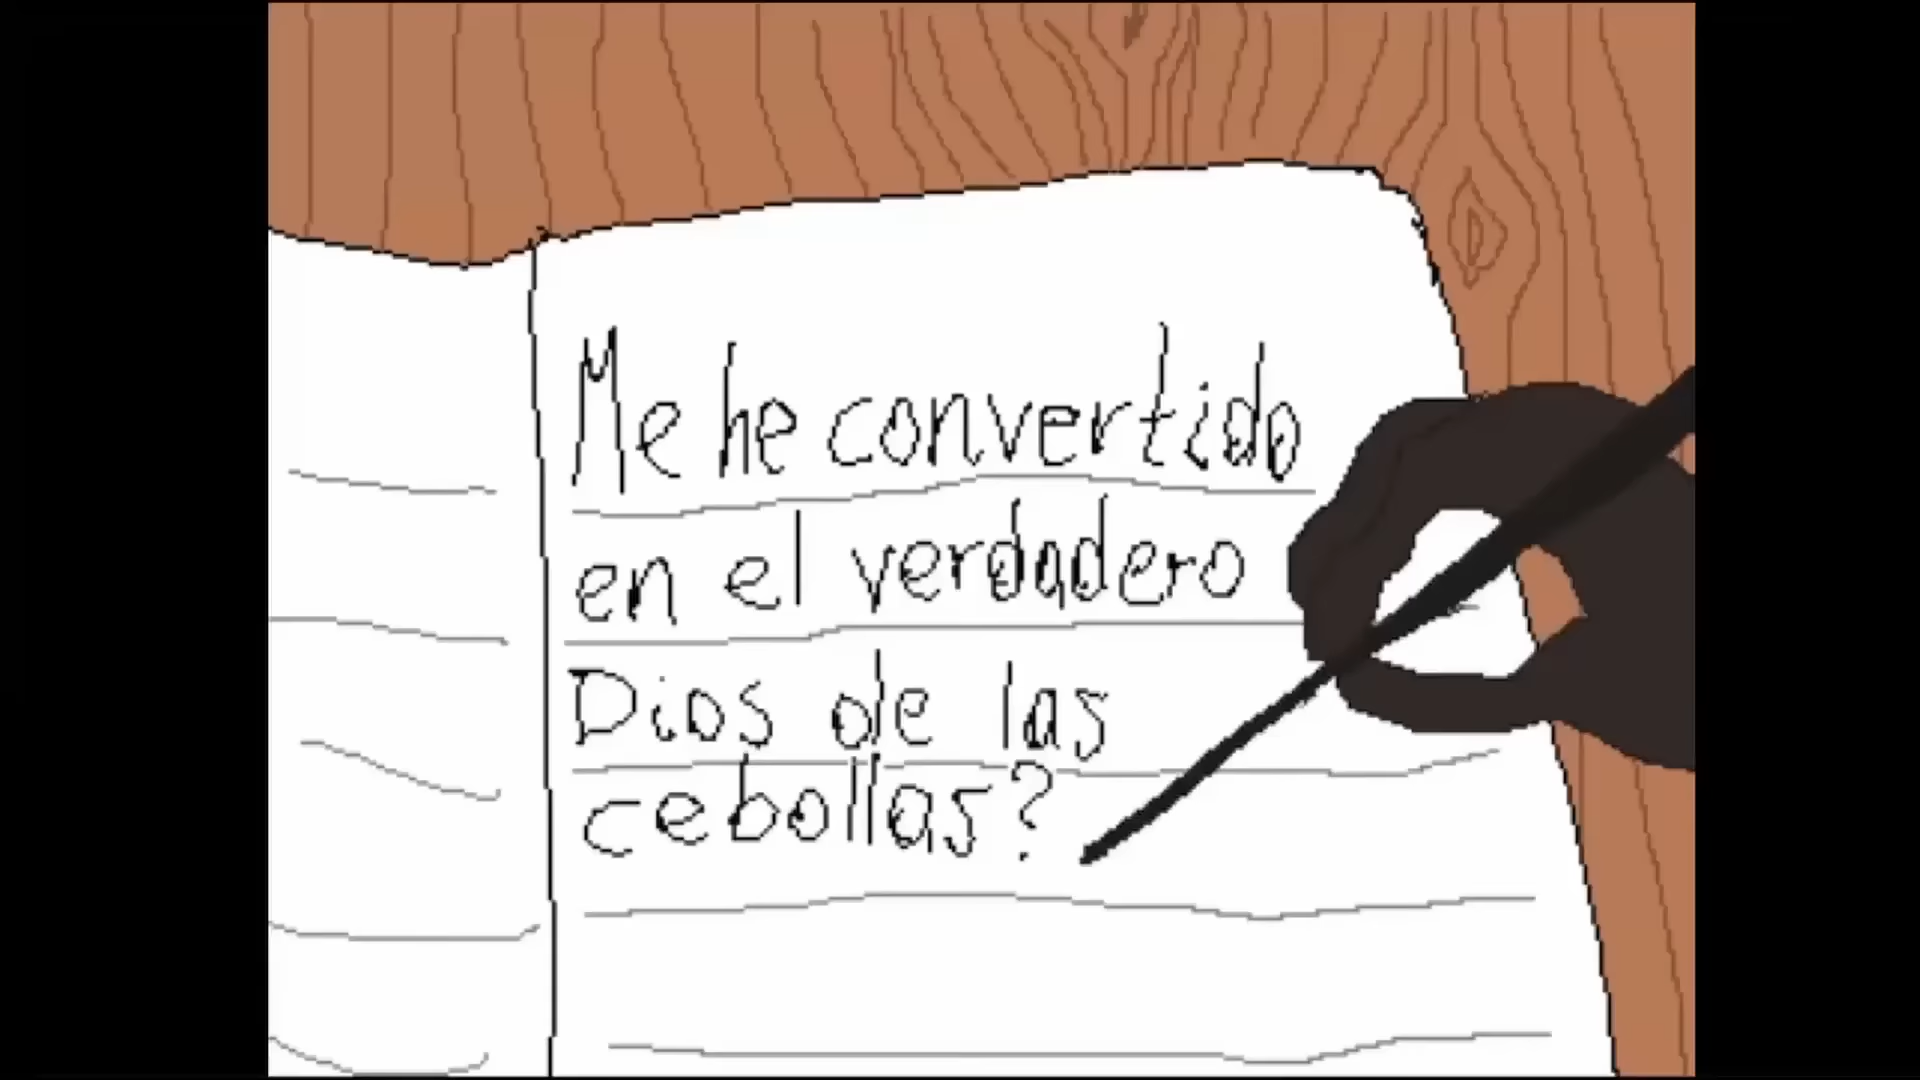 Me he convertido
en el verdadero
Dios de las
cebollas?